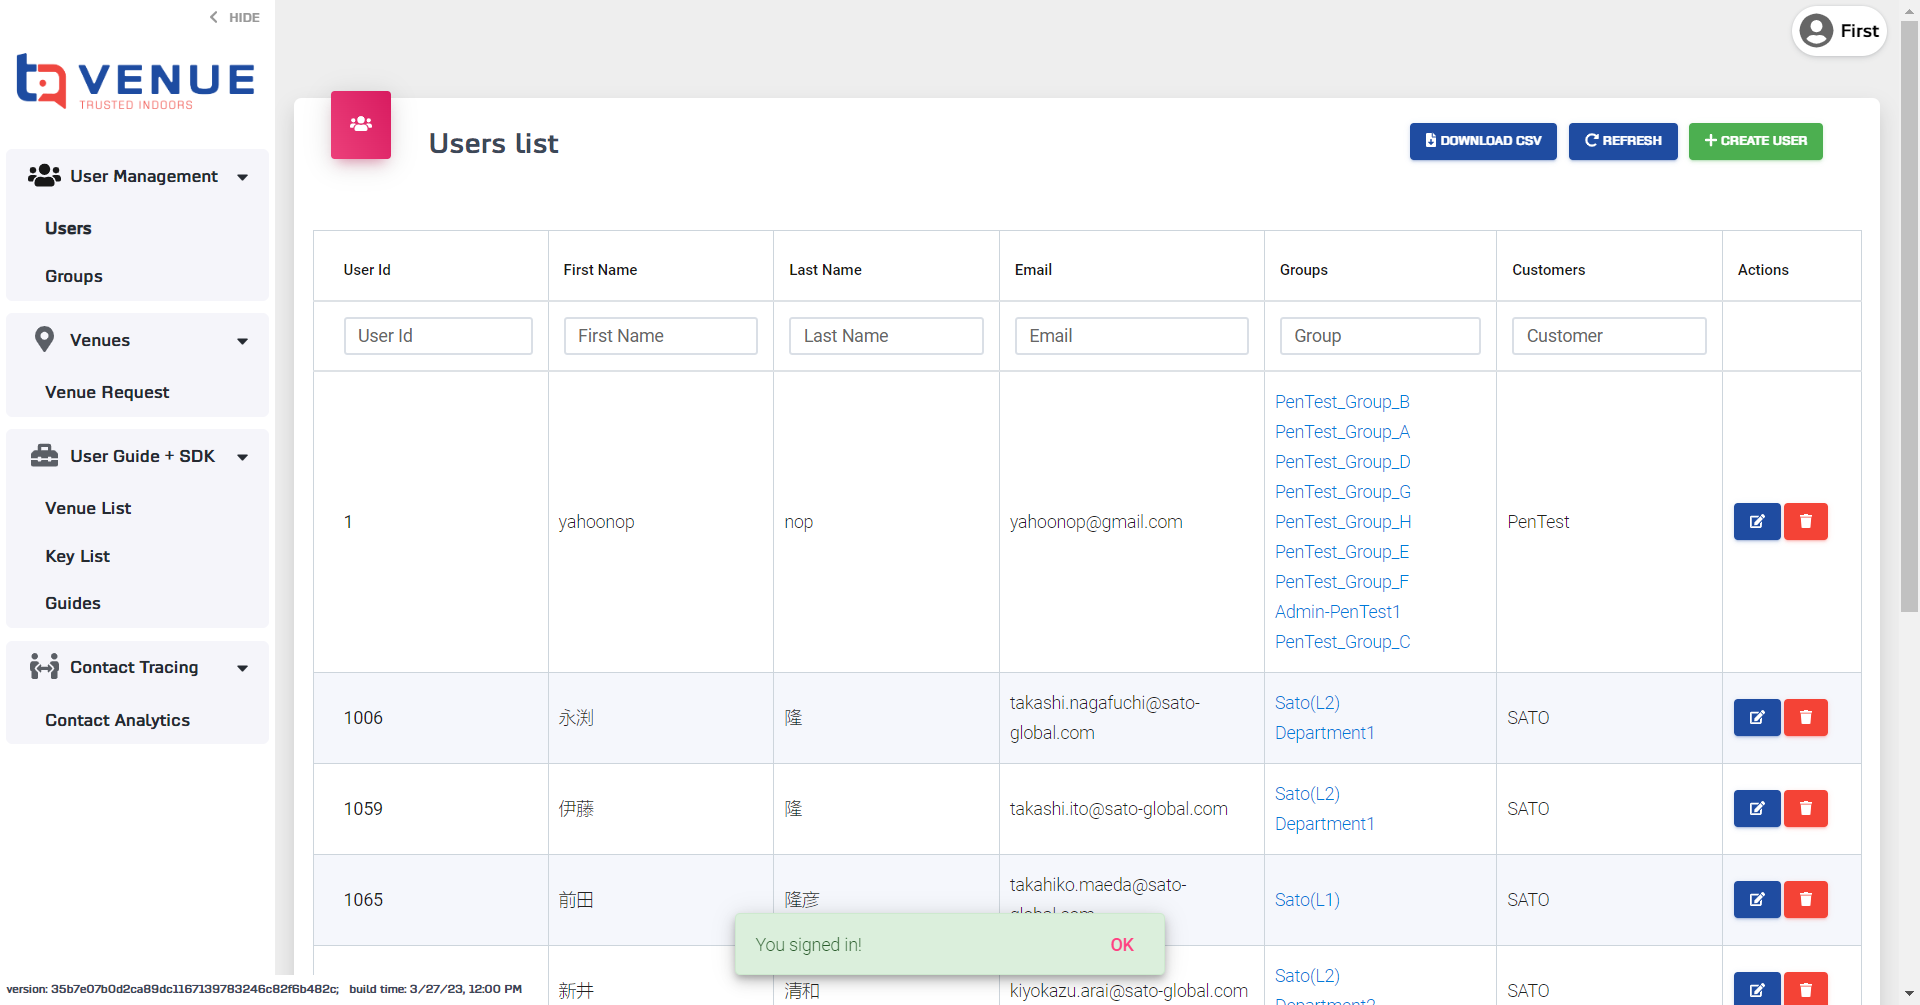 HIDE
VENUE
TRUSTED INDOORS
User Management
Users
Groups
Venues
Venue Request
User Guide + SDK
Venue List
Key List
Guides
Contact Tracing
Contact Analytics
version: 35b7e07b0d2ca89dc1167139783246c82f6b482c; build time: 3/27/23, 12:00 PM
First
Users list
DOWNLOAD CSV
REFRESH
CREATE USER
User Id First Name Last Name Email Groups Customers Actions
User Id First Name Last Name Email Group Customer
PenTest_Group_B
PenTest_Group_A
PenTest_Group_D
PenTest_Group_G
1 yahoonop nop yahoonop@gmail.com PenTest_Group_H PenTest
PenTest_Group_E
PenTest_Group_F
Admin-PenTest1
PenTest_Group_C
takashi.nagafuchi@sato- Sato(L2)
1006 永渕 隆 SATO
global.com Department1
Sato(L2)
1059 伊藤 隆 takashi.ito@sato-global.com SATO
Department1
takahiko.maeda@sato-
1065 前田 隆彦 Sato(L1) SATO
global.com
You signed in! OK
Sato(L2)
新井 清和 kiyokazu.arai@sato-global.com SATO